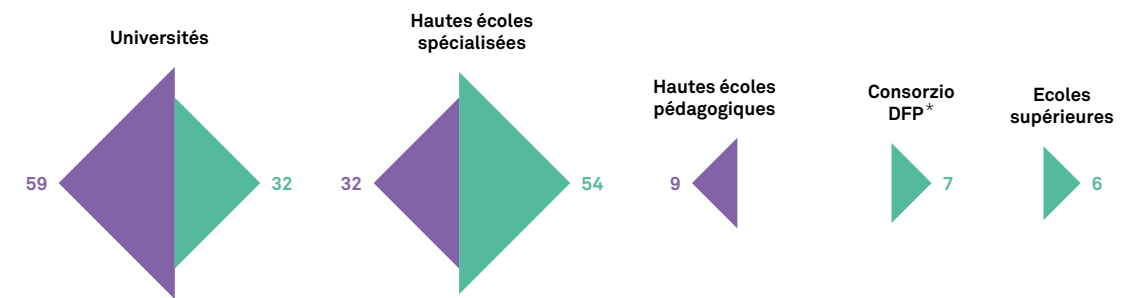 Universités
59
32
Hautes écoles
spécialisées
32
54
Hautes écoles
pédagogiques
9
Consorzio
DFP*
7
Ecoles
supérieures
6